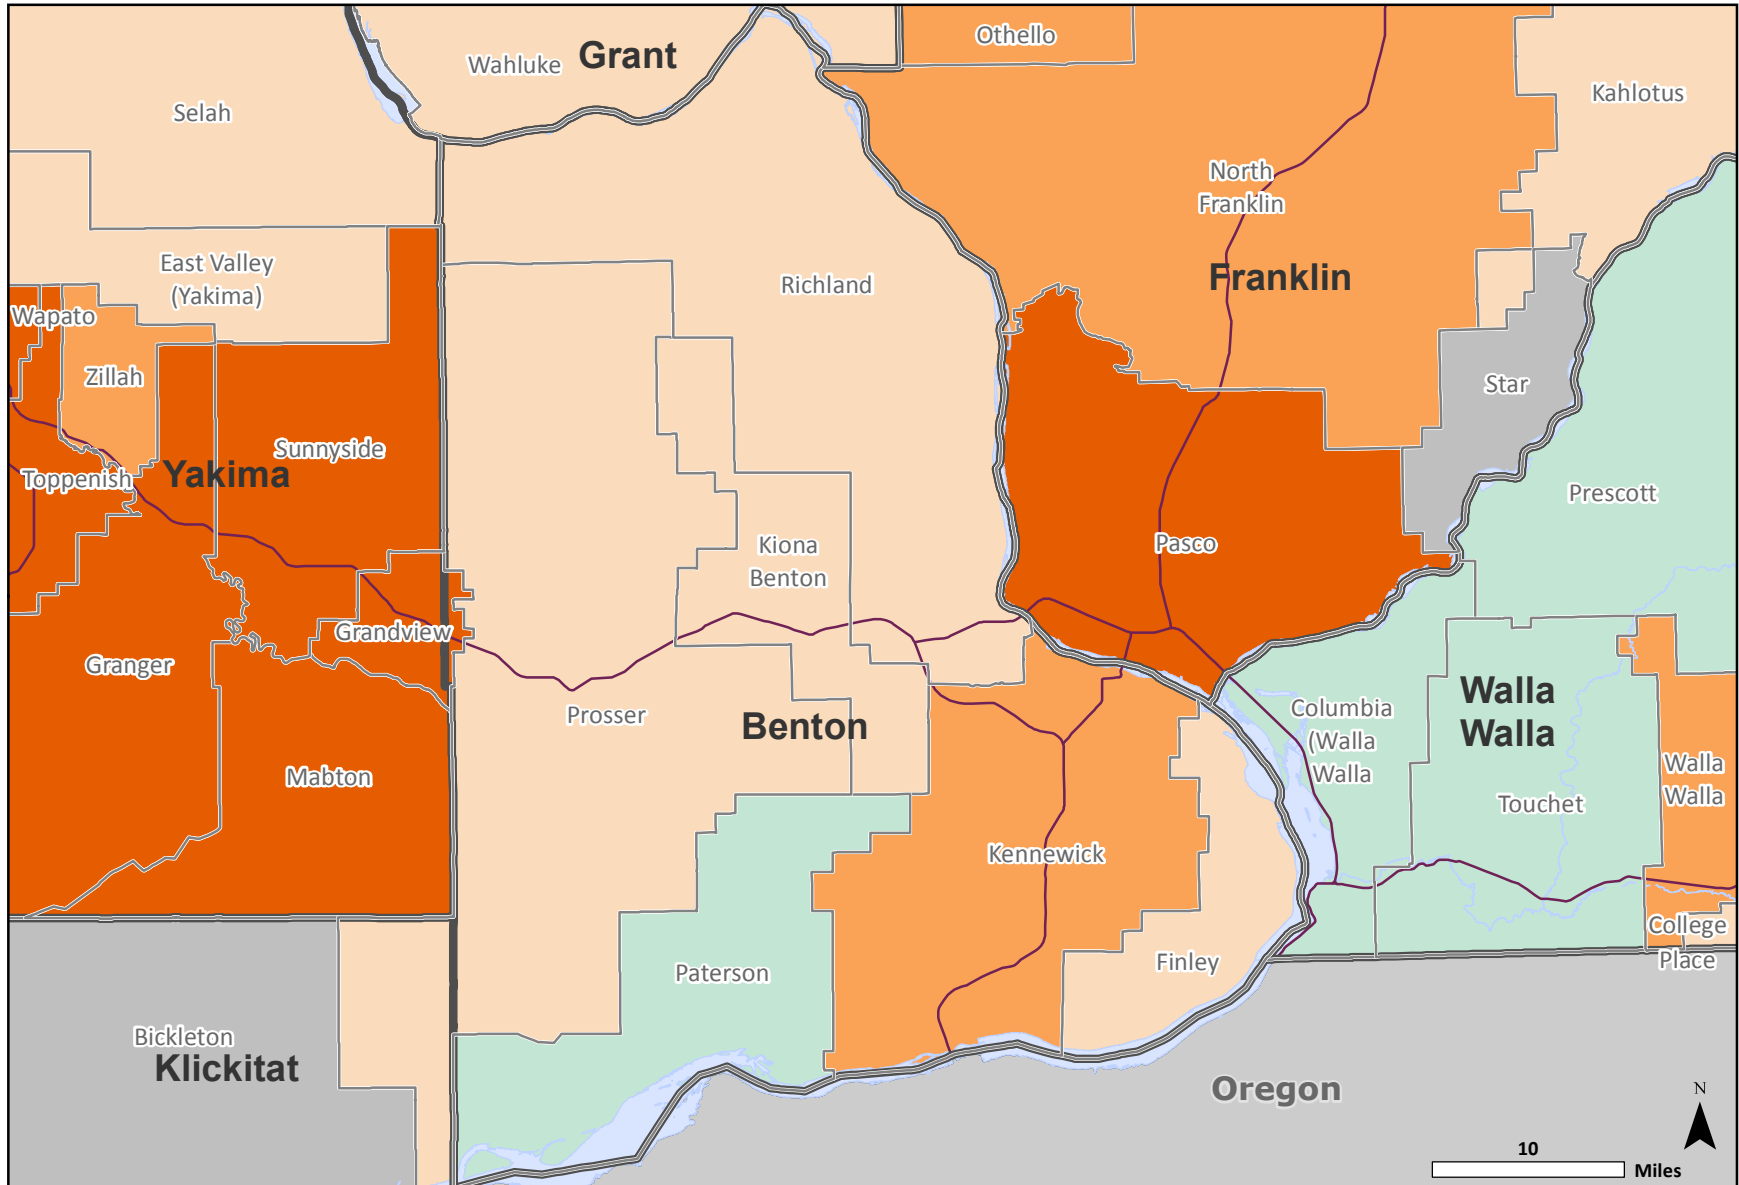 Othello
Grant
Wahluke
Kahlotus
Selah
North
Franklin
East Valley
(Yakima)
Franklin
Richland
Wapato
Zillah
Star
Sunnyside
Yakima
Toppenish
Prescott
Pasco
Kiona
Benton
Grandview
Granger
Walla
Walla
Prosser
Benton
Columbia
(Walla
Walla
Mabton
Walla
Walla
Touchet
Kennewick
College
Place
Finley
Paterson
Bickleton
Klickitat
Oregon
N
10
Miles